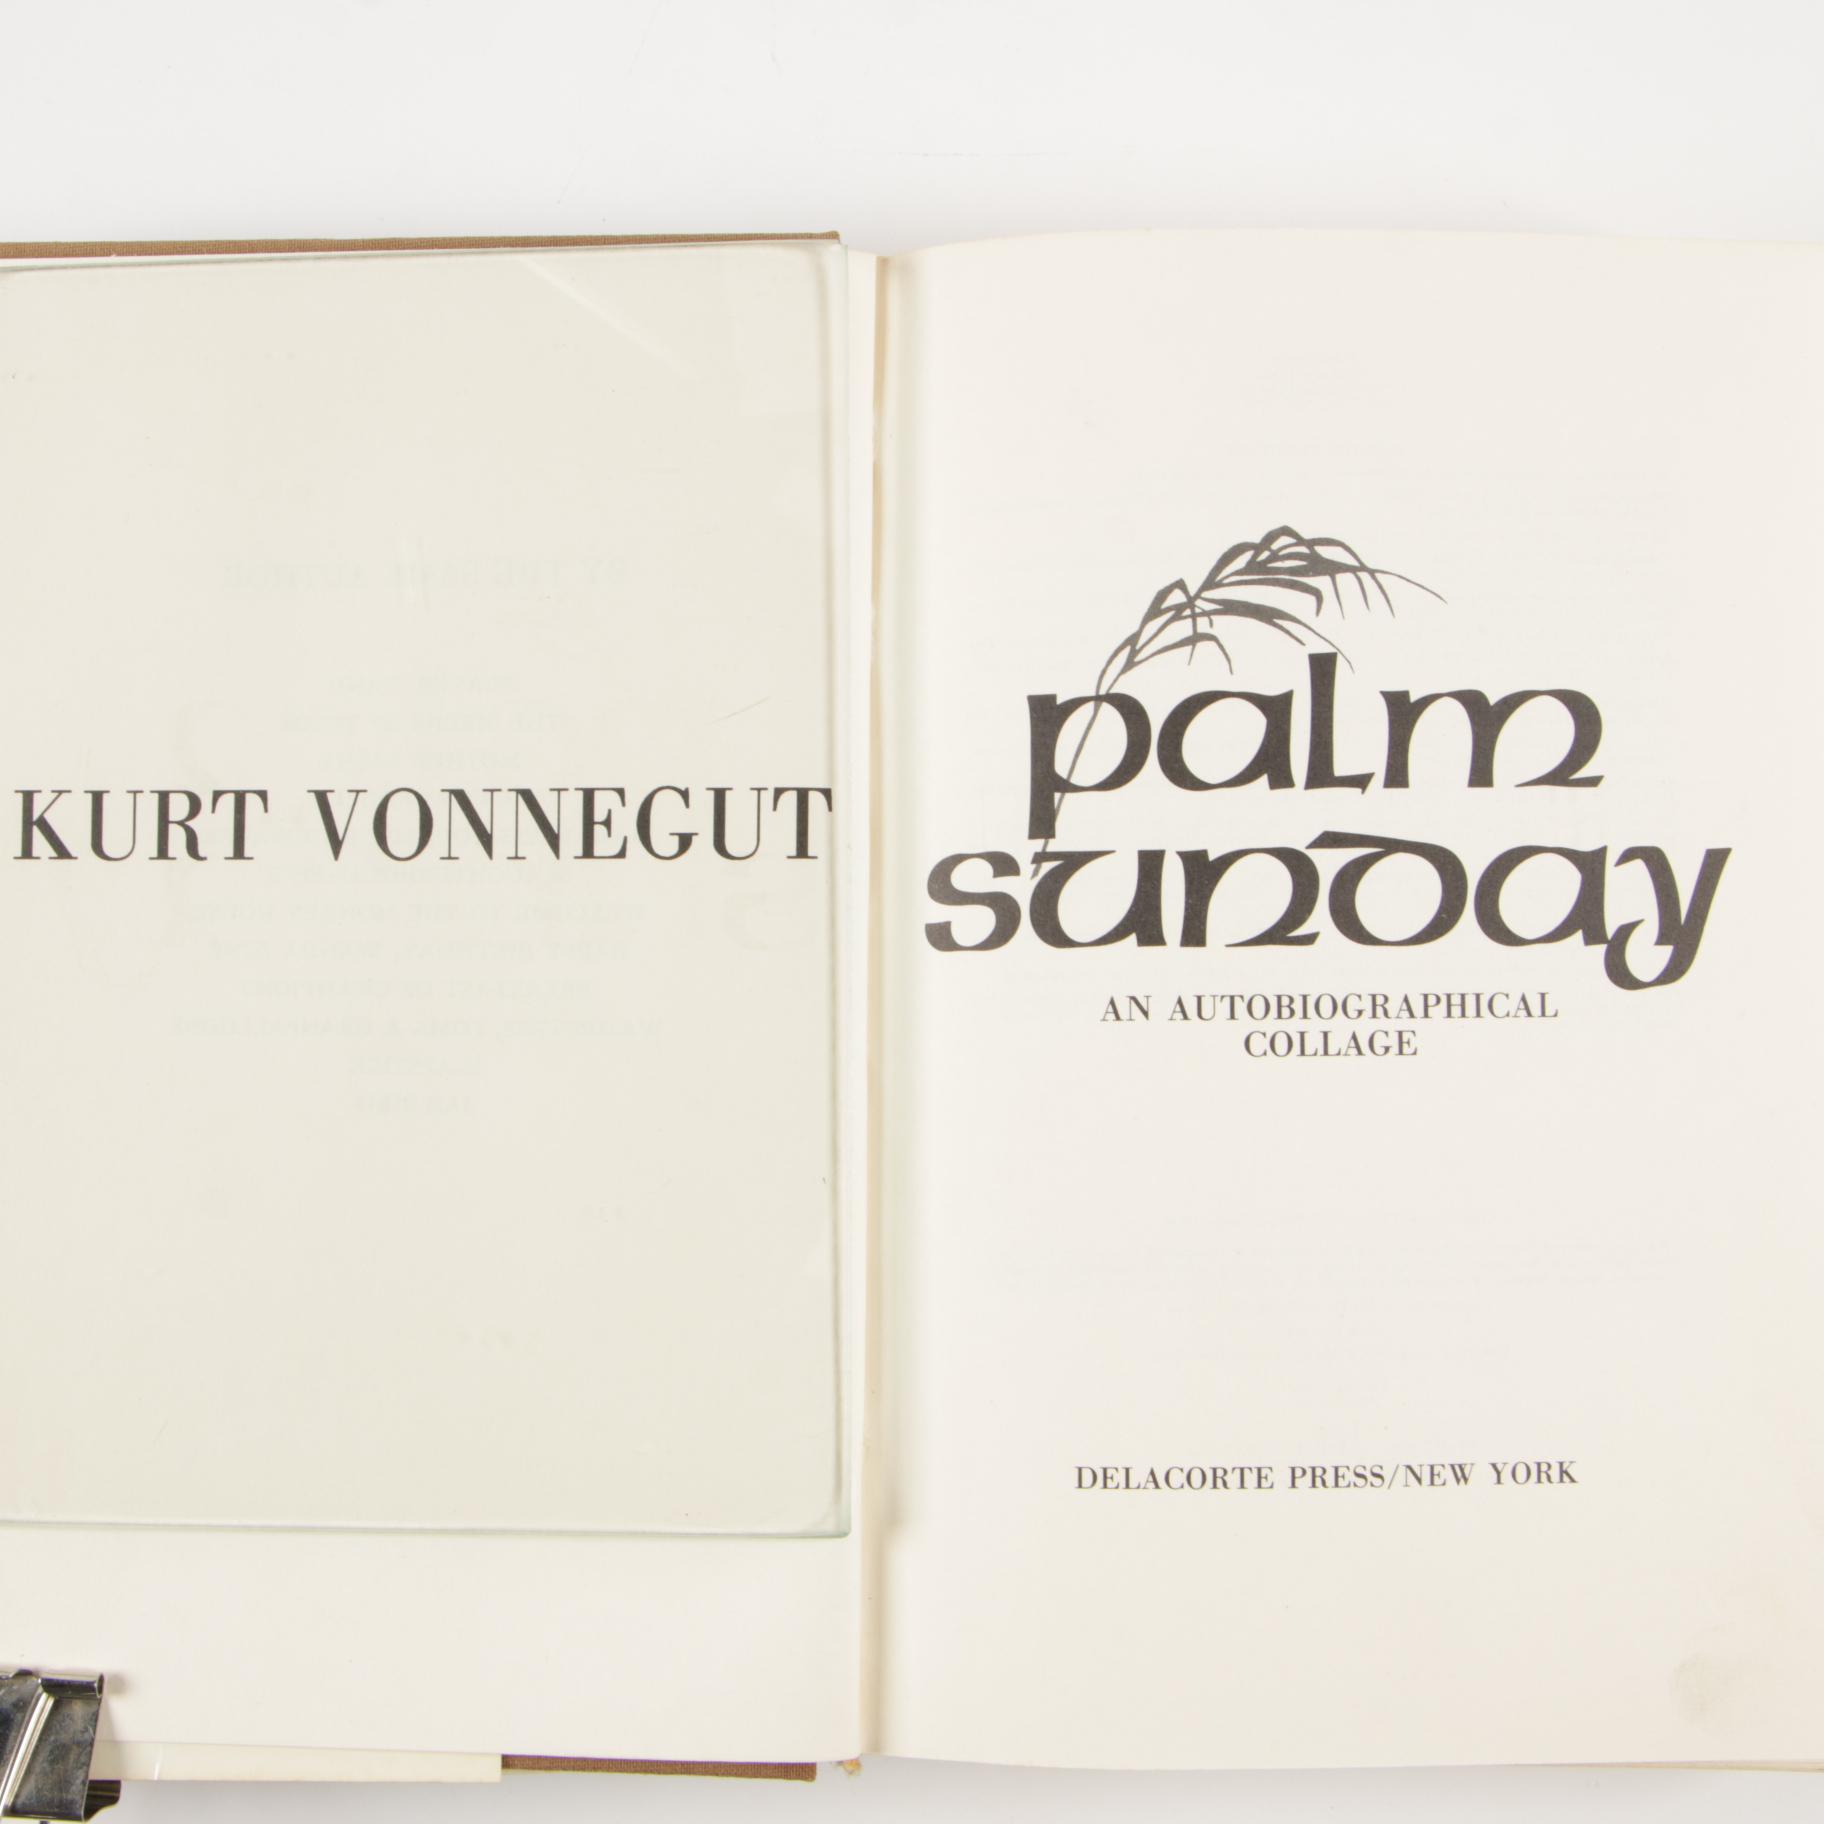 KURT VONNEGUT
palm
sunday
AN AUTOBIOGRAPHICAL
COLLAGE
DELACORTE PRESS/NEW YORK